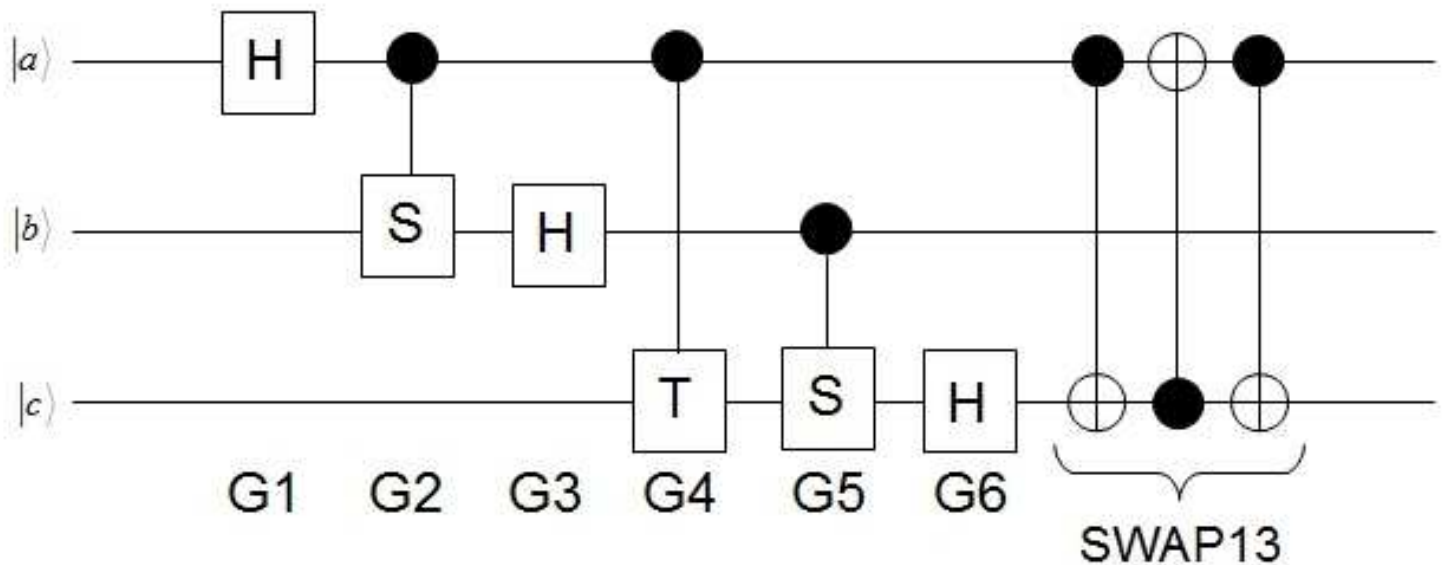 |a⟩ H
|b⟩ S H
|c⟩ T S H
G1 G2 G3 G4 G5 G6
SWAP13